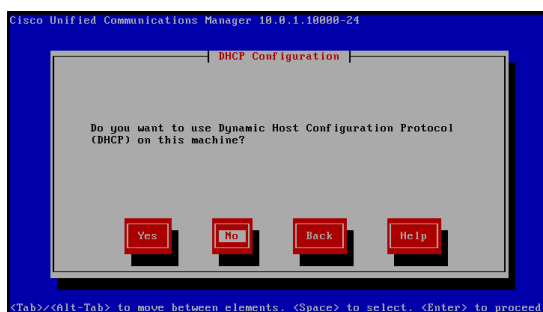 Cisco Unified Communications Manager 10.0.1.10000-24
DHCP Configuration
Do you want to use Dynamic Host Configuration Protocol
(DHCP) on this machine?
Yes No Back Help
<Tab>/<Alt-Tab> to move between elements. <Space> to select. <Enter> to proceed